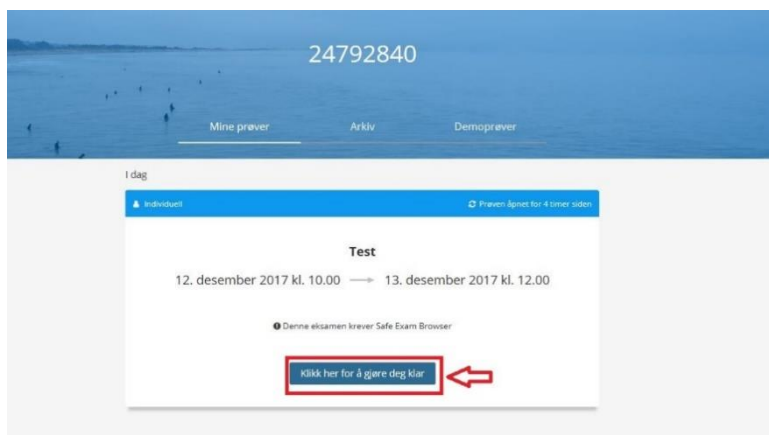 24792840
Mine prøver Arkiv Demoprøver
I dag
Individuell Prøven åpnet for 4 timer siden
Test
12. desember 2017 kl. 10.00 → 13. desember 2017 kl. 12.00
Denne eksamen krever Safe Exam Browser
Klikk her for å gjøre deg klar